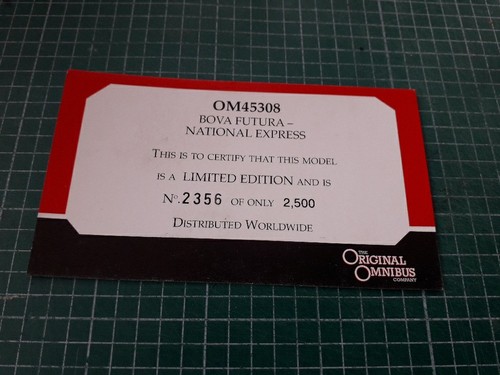 OM45308
BOVA FUTURA –
NATIONAL EXPRESS
THIS IS TO CERTIFY THAT THIS MODEL
IS A LIMITED EDITION AND IS
No. 2356 OF ONLY 2,500
DISTRIBUTED WORLDWIDE
THE
ORIGINAL
OMNIBUS
COMPANY